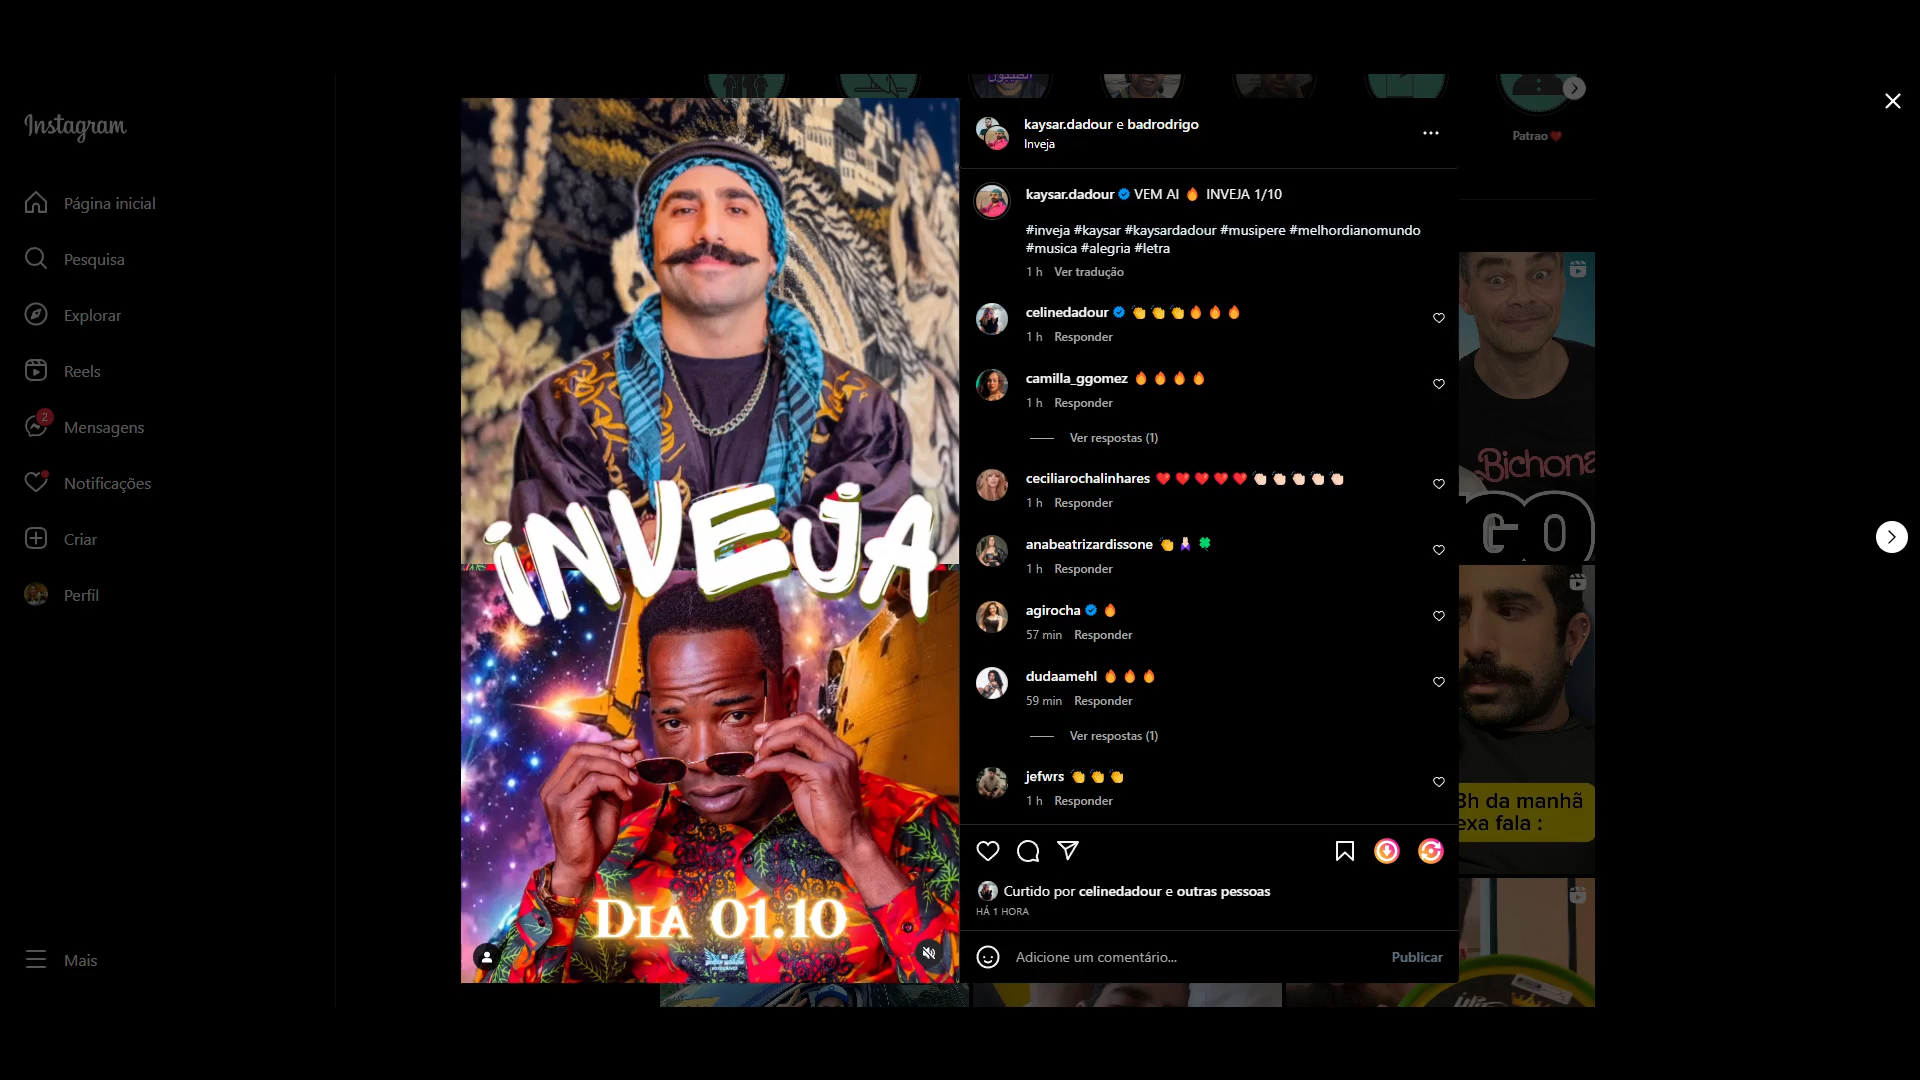 Instagram
Página inicial
Pesquisa
Explorar
Reels
2
Mensagens
Notificações
Criar
Perfil
Mais
INVEJA
DIA 01.10
Patrao
kaysar.dadour e badrodrigo
Inveja
kaysar.dadour VEM AI 🔥 INVEJA 1/10
#inveja #kaysar #kaysardadour #musipere #melhordianomundo
#musica #alegria #letra
1 h Ver tradução
celinedadour 👏👏👏🔥🔥🔥
1 h Responder
camilla_ggomez 🔥🔥🔥🔥
1 h Responder
Ver respostas (1)
ceciliarochalinhares ❤️❤️❤️❤️❤️👏🏻👏🏻👏🏻👏🏻👏🏻
1 h Responder
anabeatrizardissone 👏🙏🏻🍀
1 h Responder
agirocha 🔥
57 min Responder
dudaamehl 🔥🔥🔥
59 min Responder
Ver respostas (1)
jefwrs 👏👏👏
1 h Responder
Curtido por celinedadour e outras pessoas
HÁ 1 HORA
Adicione um comentário... Publicar
Bichona
3h da manhã
exa fala :